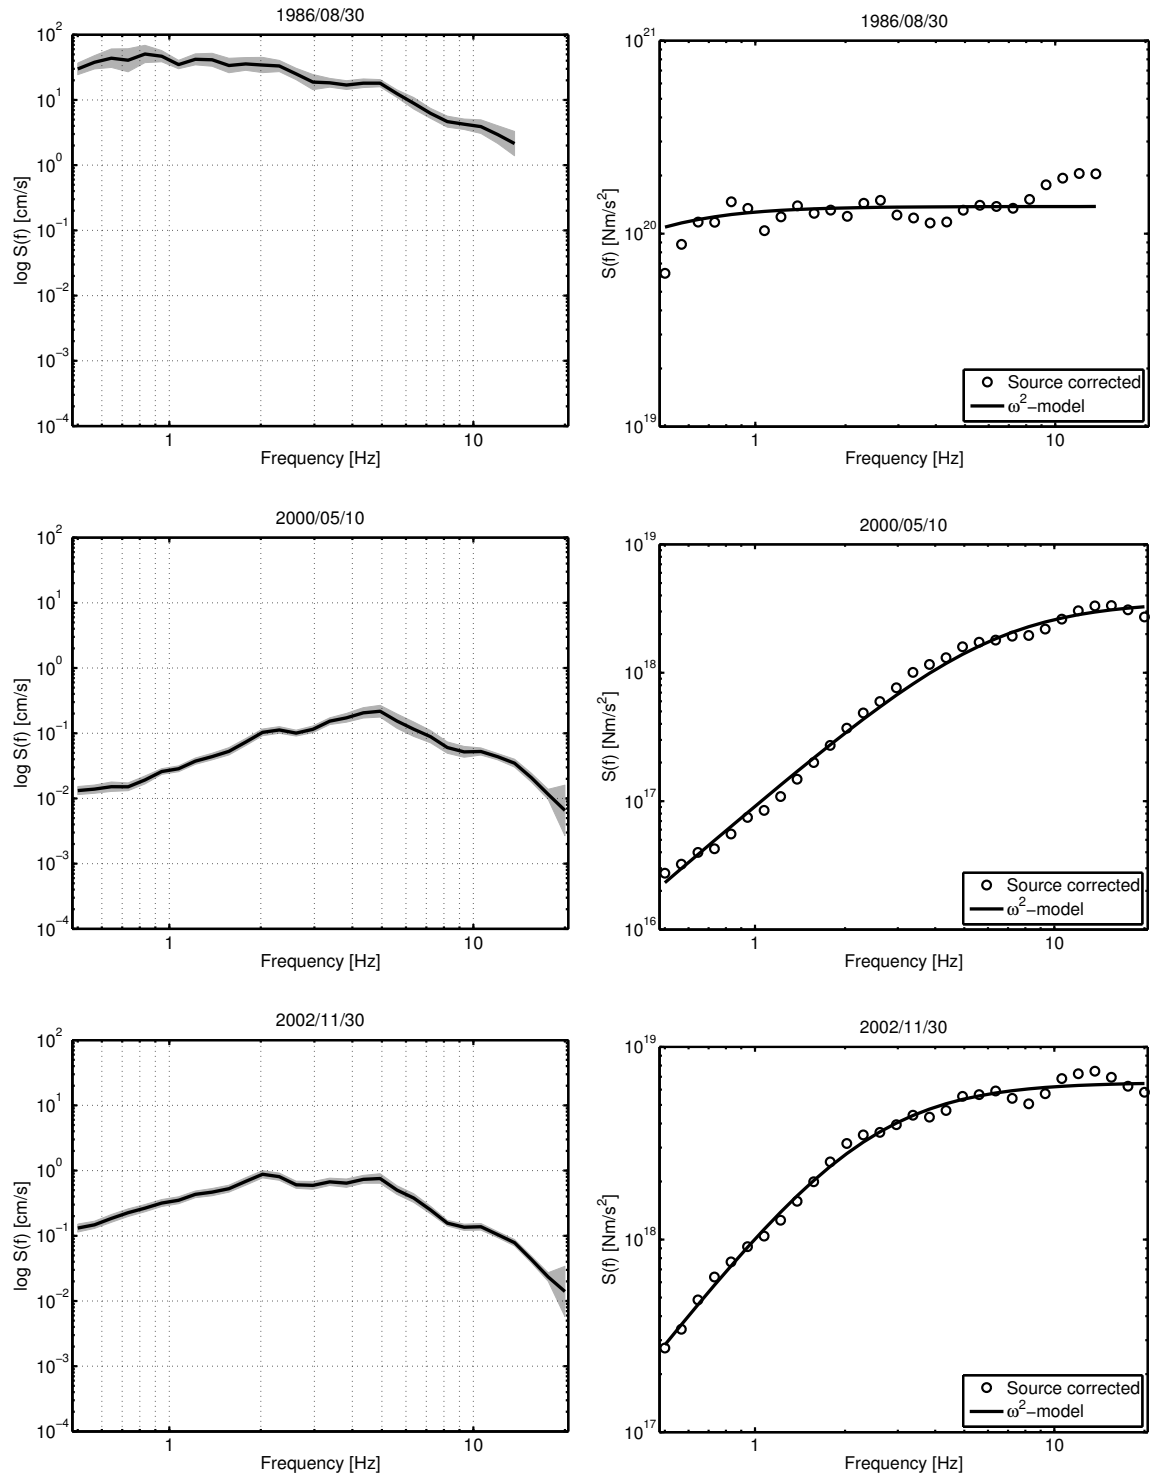 1986/08/30
10^2
10^1
10^0
10^−1
10^−2
10^−3
10^−4
log S(f) [cm/s]
1 10
Frequency [Hz]
1986/08/30
10^21
10^20
10^19
S(f) [Nm/s^2]
Source corrected
ω^2−model
1 10
Frequency [Hz]
2000/05/10
10^2
10^1
10^0
10^−1
10^−2
10^−3
10^−4
log S(f) [cm/s]
1 10
Frequency [Hz]
2000/05/10
10^19
10^18
10^17
10^16
S(f) [Nm/s^2]
Source corrected
ω^2−model
1 10
Frequency [Hz]
2002/11/30
10^2
10^1
10^0
10^−1
10^−2
10^−3
10^−4
log S(f) [cm/s]
1 10
Frequency [Hz]
2002/11/30
10^19
10^18
10^17
S(f) [Nm/s^2]
Source corrected
ω^2−model
1 10
Frequency [Hz]